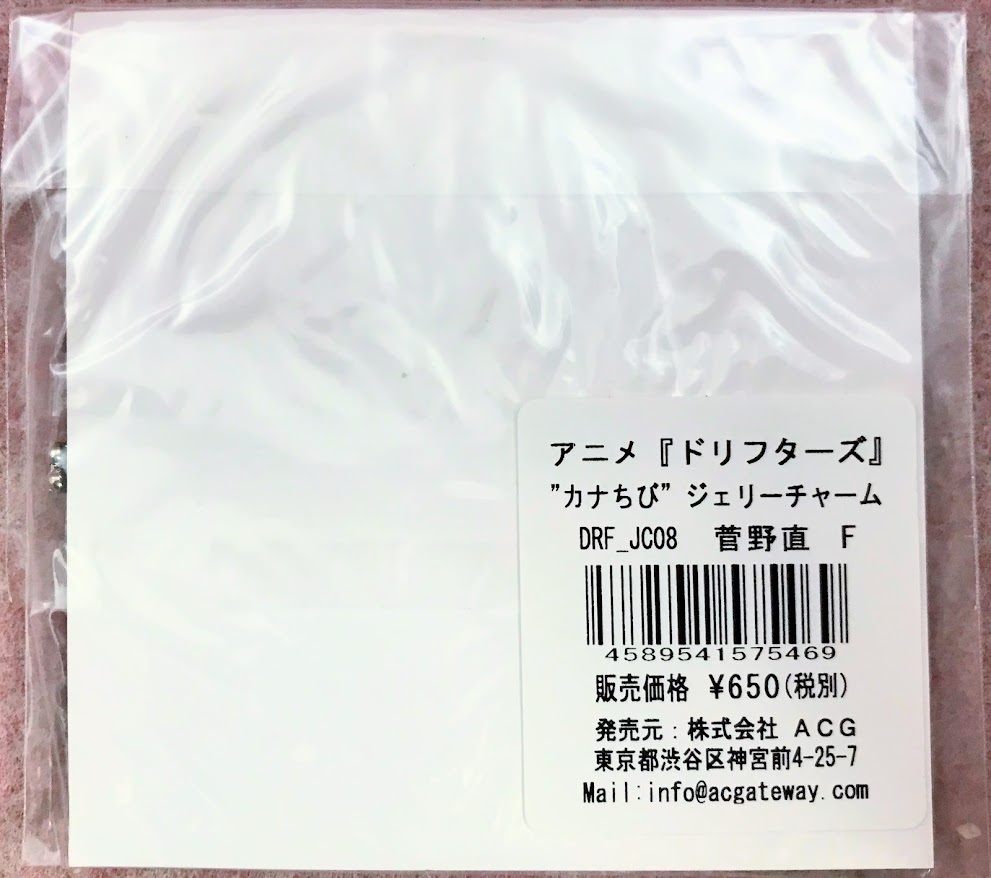 アニメ『ドリフターズ』
”カナちび” ジェリーチャーム
DRF_JC08 菅野直 F
4589541575469
販売価格 ¥650(税別)
発売元：株式会社 ACG
東京都渋谷区神宮前4-25-7
Mail:info@acgateway.com